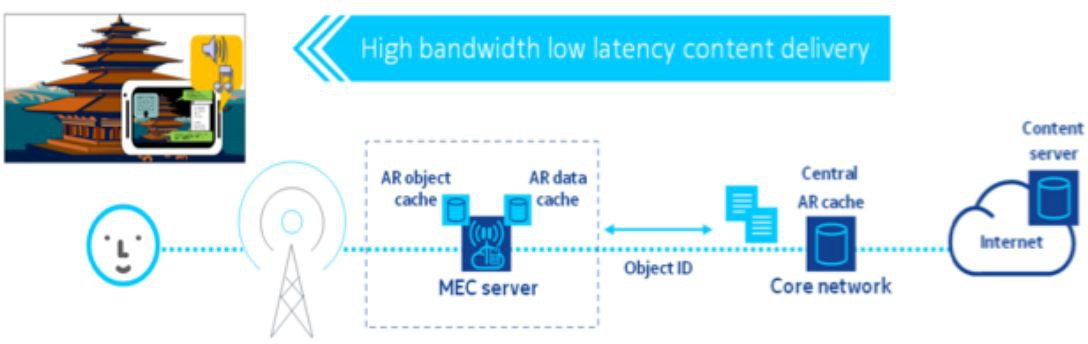 High bandwidth low latency content delivery
Content
server
AR object
cache
AR data
cache
Central
AR cache
Internet
Object ID
MEC server
Core network